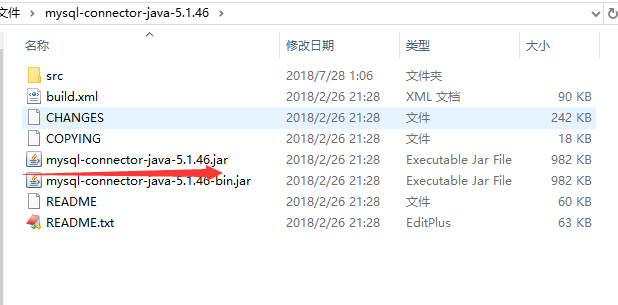 文件 › mysql-connector-java-5.1.46 ›
名称 修改日期 类型 大小
src 2018/7/28 1:06 文件夹
build.xml 2018/2/26 21:28 XML 文档 90 KB
CHANGES 2018/2/26 21:28 文件 242 KB
COPYING 2018/2/26 21:28 文件 18 KB
mysql-connector-java-5.1.46.jar 2018/2/26 21:28 Executable Jar File 982 KB
mysql-connector-java-5.1.46-bin.jar 2018/2/26 21:28 Executable Jar File 982 KB
README 2018/2/26 21:28 文件 60 KB
README.txt 2018/2/26 21:28 EditPlus 63 KB